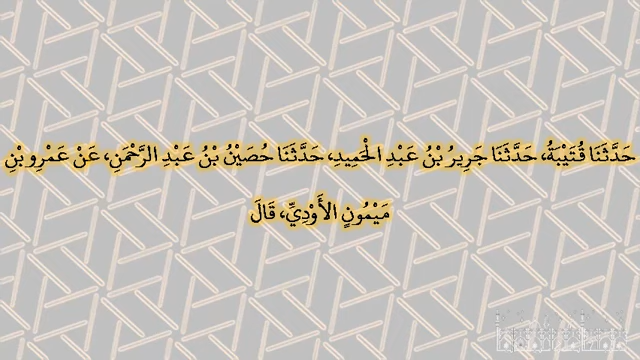 حَدَّثَنَا قُتَيْبَةُ، حَدَّثَنَا جَرِيرُ بْنُ عَبْدِ الْحَمِيدِ، حَدَّثَنَا حُصَيْنُ بْنُ عَبْدِ الرَّحْمَنِ، عَنْ عَمْرِو بْنِ
مَيْمُونٍ الأَوْدِيِّ، قَالَ